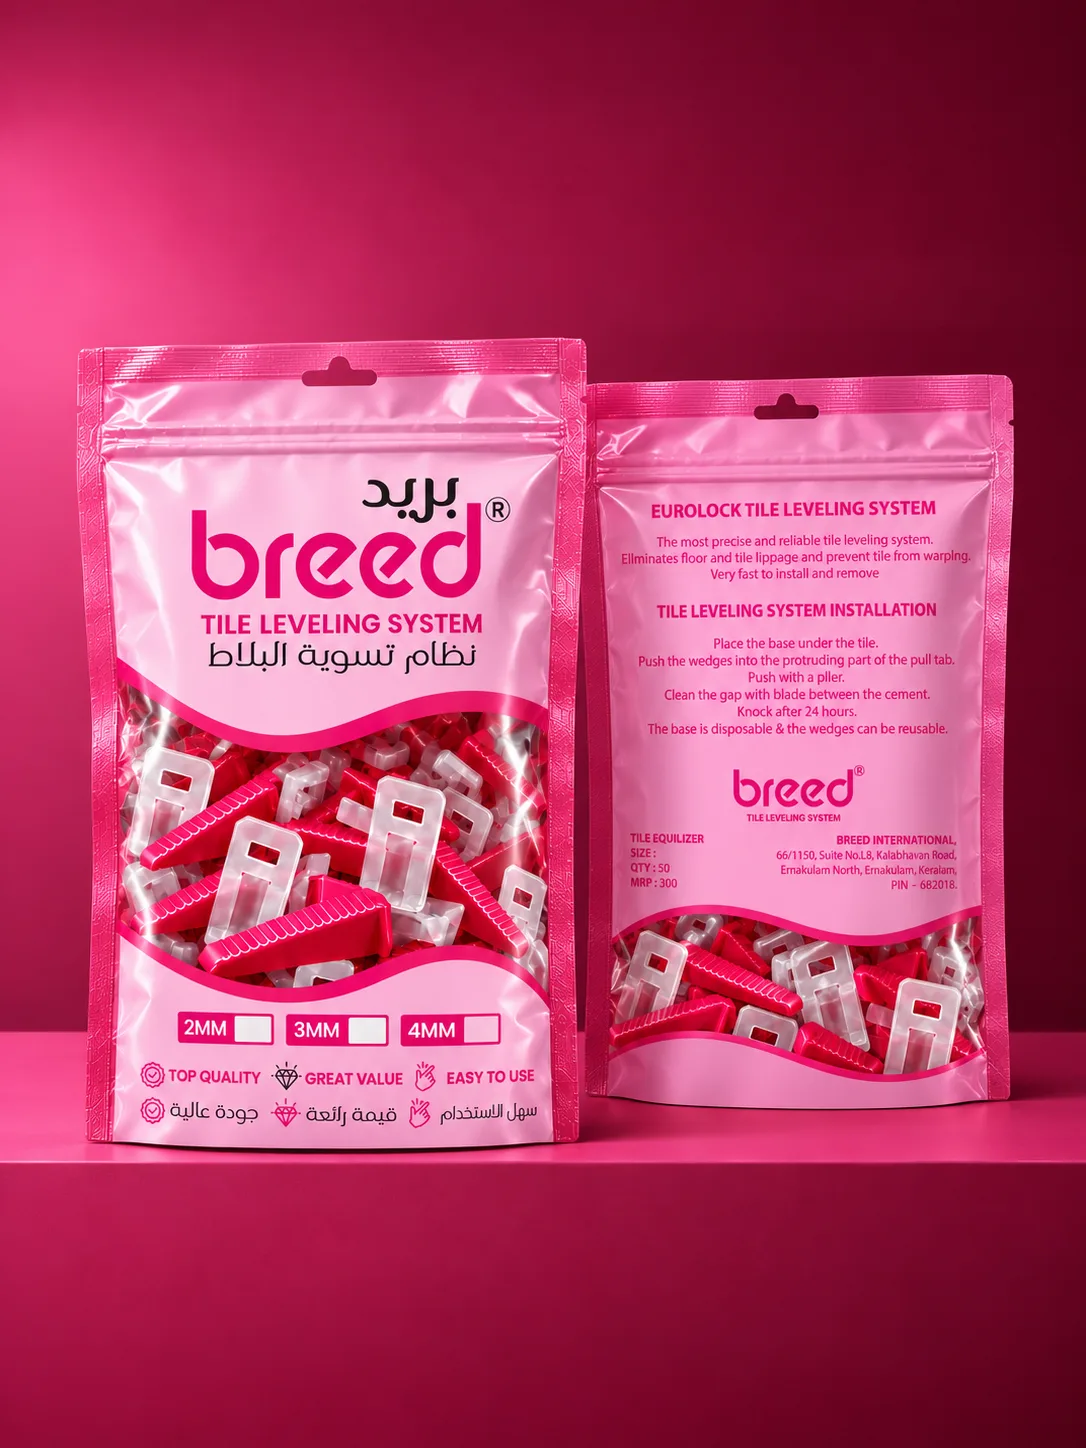 بريد
breed®
TILE LEVELING SYSTEM
نظام تسوية البلاط
2MM 3MM 4MM
TOP QUALITY GREAT VALUE EASY TO USE
جودة عالية قيمة رائعة سهل الاستخدام
EUROLOCK TILE LEVELING SYSTEM
The most precise and reliable tile leveling system.
Eliminates floor and tile lippage and prevent tile from warping.
Very fast to install and remove
TILE LEVELING SYSTEM INSTALLATION
Place the base under the tile.
Push the wedges into the protruding part of the pull tab.
Push with a plier.
Clean the gap with blade between the cement.
Knock after 24 hours.
The base is disposable & the wedges can be reusable.
breed®
TILE LEVELING SYSTEM
TILE EQUILIZER
SIZE :
QTY : 50
MRP : 300
BREED INTERNATIONAL,
66/1150, Suite No.L8, Kalabhavan Road,
Ernakulam North, Ernakulam, Keralam,
PIN - 682018.